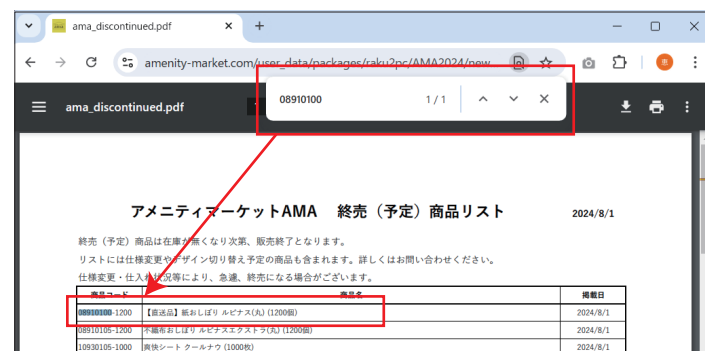 ama_discontinued.pdf
amenity-market.com/user_data/packages/raku2pc/AMA2024/new
ama_discontinued.pdf
08910100 1/1
アメニティマーケットAMA 終売（予定）商品リスト 2024/8/1
終売（予定）商品は在庫が無くなり次第、販売終了となります。
リストには仕様変更やデザイン切り替え予定の商品も含まれます。詳しくはお問い合わせください。
仕様変更・仕入れ状況等により、急遽、終売になる場合がございます。
商品コード 商品名 掲載日
08910100-1200 【直送品】紙おしぼり ルピナス(丸) (1200個) 2024/8/1
08910105-1200 不織布おしぼり ルピナスエクストラ(丸) (1200個) 2024/8/1
10930105-1000 爽快シート クールナウ (1000枚) 2024/8/1